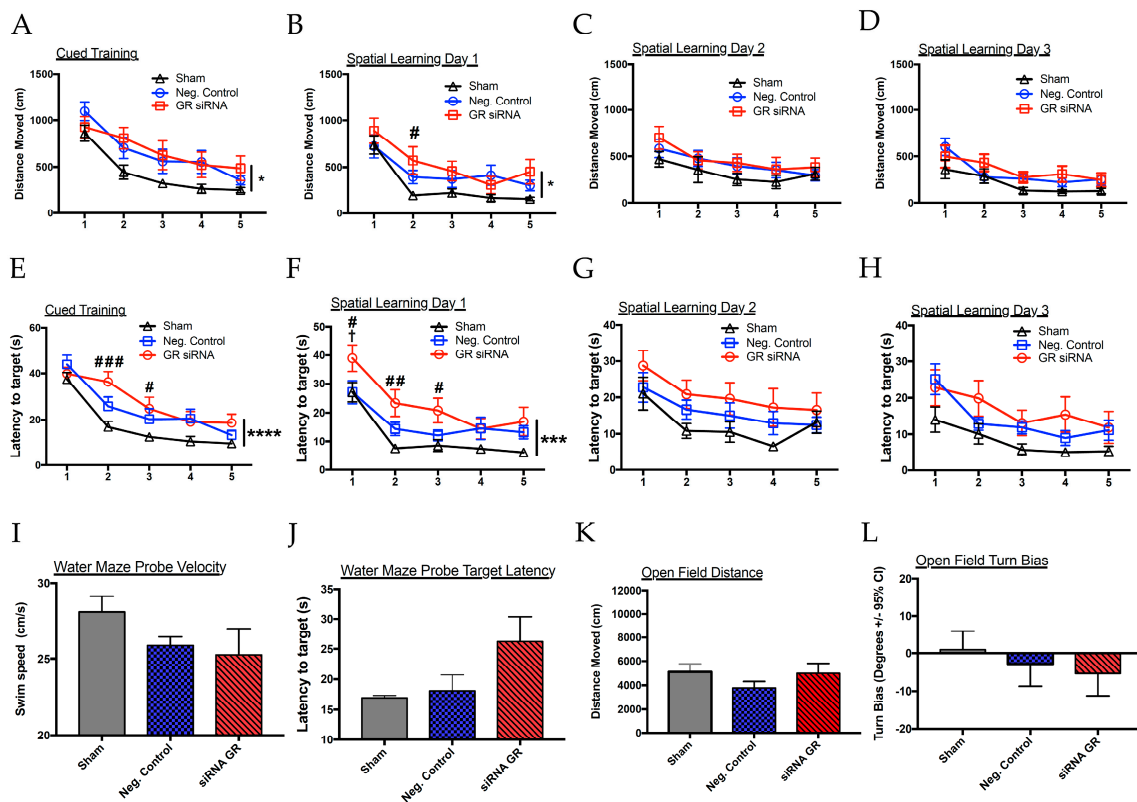 A
Cued Training
Distance Moved (cm)
1500
1000
500
0
1 2 3 4 5
Sham
Neg. Control
GR siRNA
*
B
Spatial Learning Day 1
Distance Moved (cm)
1500
1000
500
0
1 2 3 4 5
Sham
Neg. Control
GR siRNA
#
*
C
Spatial Learning Day 2
Distance Moved (cm)
1500
1000
500
0
1 2 3 4 5
Sham
Neg. Control
GR siRNA
D
Spatial Learning Day 3
Distance Moved (cm)
1500
1000
500
0
1 2 3 4 5
Sham
Neg. Control
GR siRNA
E
Cued Training
Latency to target (s)
60
40
20
0
1 2 3 4 5
Sham
Neg. Control
GR siRNA
###
#
****
F
Spatial Learning Day 1
Latency to target (s)
50
40
30
20
10
0
1 2 3 4 5
Sham
Neg. Control
GR siRNA
#
†
##
#
***
G
Spatial Learning Day 2
Latency to target (s)
40
30
20
10
0
1 2 3 4 5
Sham
Neg. Control
GR siRNA
H
Spatial Learning Day 3
Latency to target (s)
40
30
20
10
0
1 2 3 4 5
Sham
Neg. Control
GR siRNA
I
Water Maze Probe Velocity
Swim speed (cm/s)
30
28
25
20
Sham
Neg. Control
siRNA GR
J
Water Maze Probe Target Latency
Latency to target (s)
35
30
25
20
15
10
Sham
Neg. Control
siRNA GR
K
Open Field Distance
Distance Moved (cm)
12000
10000
8000
6000
4000
2000
0
Sham
Neg. Control
siRNA GR
L
Open Field Turn Bias
Turn Bias (Degrees +/- 95% CI)
20
10
0
-10
-20
Sham
Neg. Control
siRNA GR